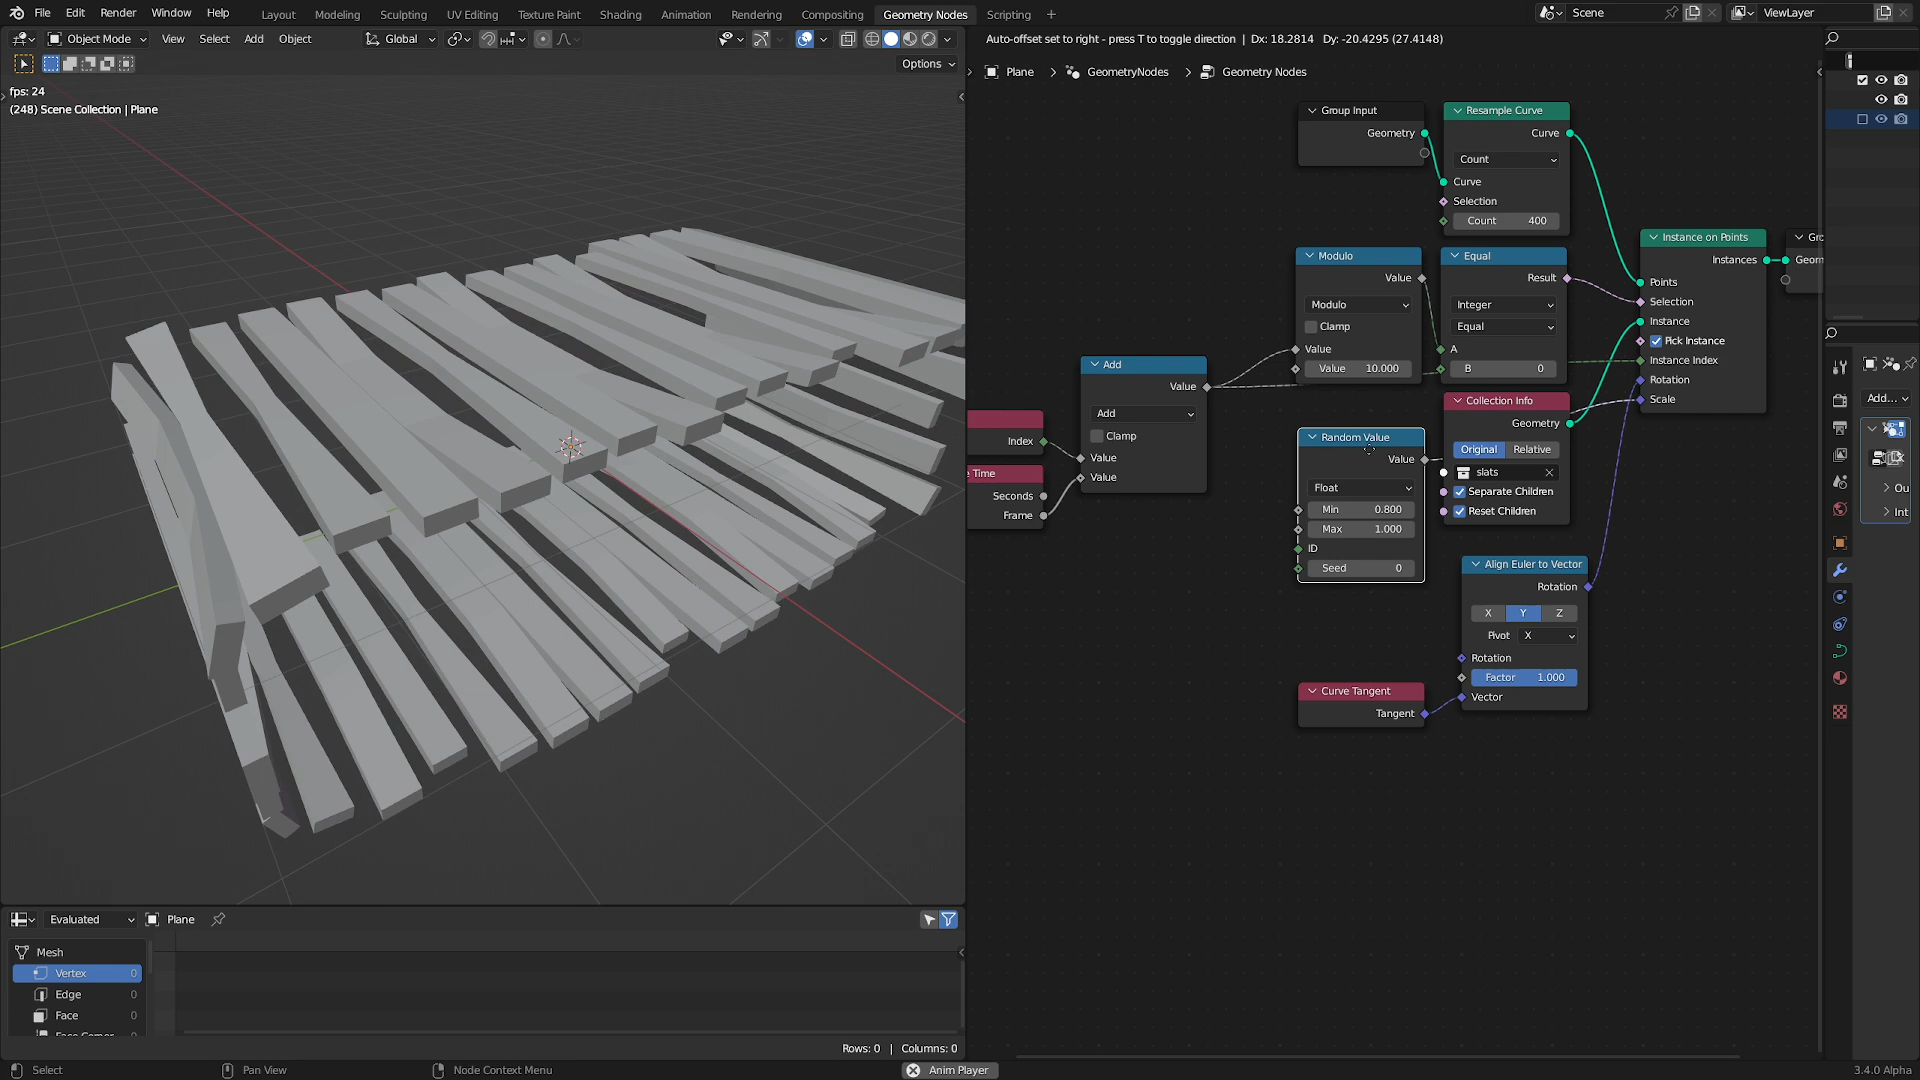 File Edit Render Window Help Layout Modeling Sculpting UV Editing Texture Paint Shading Animation Rendering Compositing Geometry Nodes Scripting + Scene ViewLayer
Object Mode View Select Add Object Global
Auto-offset set to right - press T to toggle direction | Dx: 18.2814 Dy: -20.4295 (27.4148)
Options
Plane > GeometryNodes > Geometry Nodes
fps: 24
(248) Scene Collection | Plane
Group Input
Geometry
Resample Curve
Curve
Count
Curve
Selection
Count 400
Modulo
Value
Modulo
Clamp
Value
Value 10.000
Equal
Result
Integer
Equal
A
B 0
Instance on Points
Instances
Points
Selection
Instance
Pick Instance
Instance Index
Rotation
Scale
Add
Value
Add
Clamp
Value
Value
Index
e Time
Seconds
Frame
Random Value
Value
Float
Min 0.800
Max 1.000
ID
Seed 0
Collection Info
Geometry
Original Relative
slats
Separate Children
Reset Children
Align Euler to Vector
Rotation
X Y Z
Pivot X
Rotation
Factor 1.000
Vector
Curve Tangent
Tangent
Add...
Ou
Int
Evaluated Plane
Mesh
Vertex 0
Edge 0
Face 0
Rows: 0 | Columns: 0
Select Pan View Node Context Menu Anim Player 3.4.0 Alpha